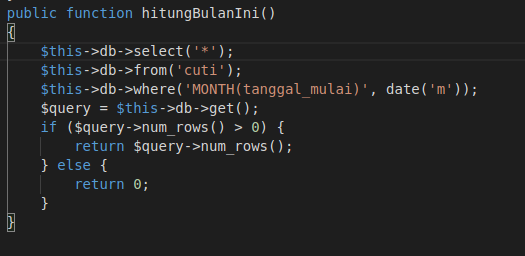 public function hitungBulanIni()
{
    $this->db->select('*');
    $this->db->from('cuti');
    $this->db->where('MONTH(tanggal_mulai)', date('m'));
    $query = $this->db->get();
    if ($query->num_rows() > 0) {
        return $query->num_rows();
    } else {
        return 0;
    }
}